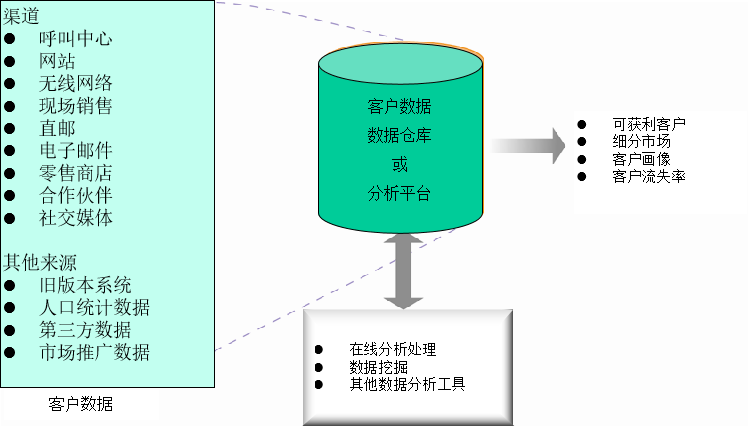 渠道
呼叫中心
网站
无线网络
现场销售
直邮
电子邮件
零售商店
合作伙伴
社交媒体
其他来源
旧版本系统
人口统计数据
第三方数据
市场推广数据
客户数据
客户数据
数据仓库
或
分析平台
可获利客户
细分市场
客户画像
客户流失率
在线分析处理
数据挖掘
其他数据分析工具